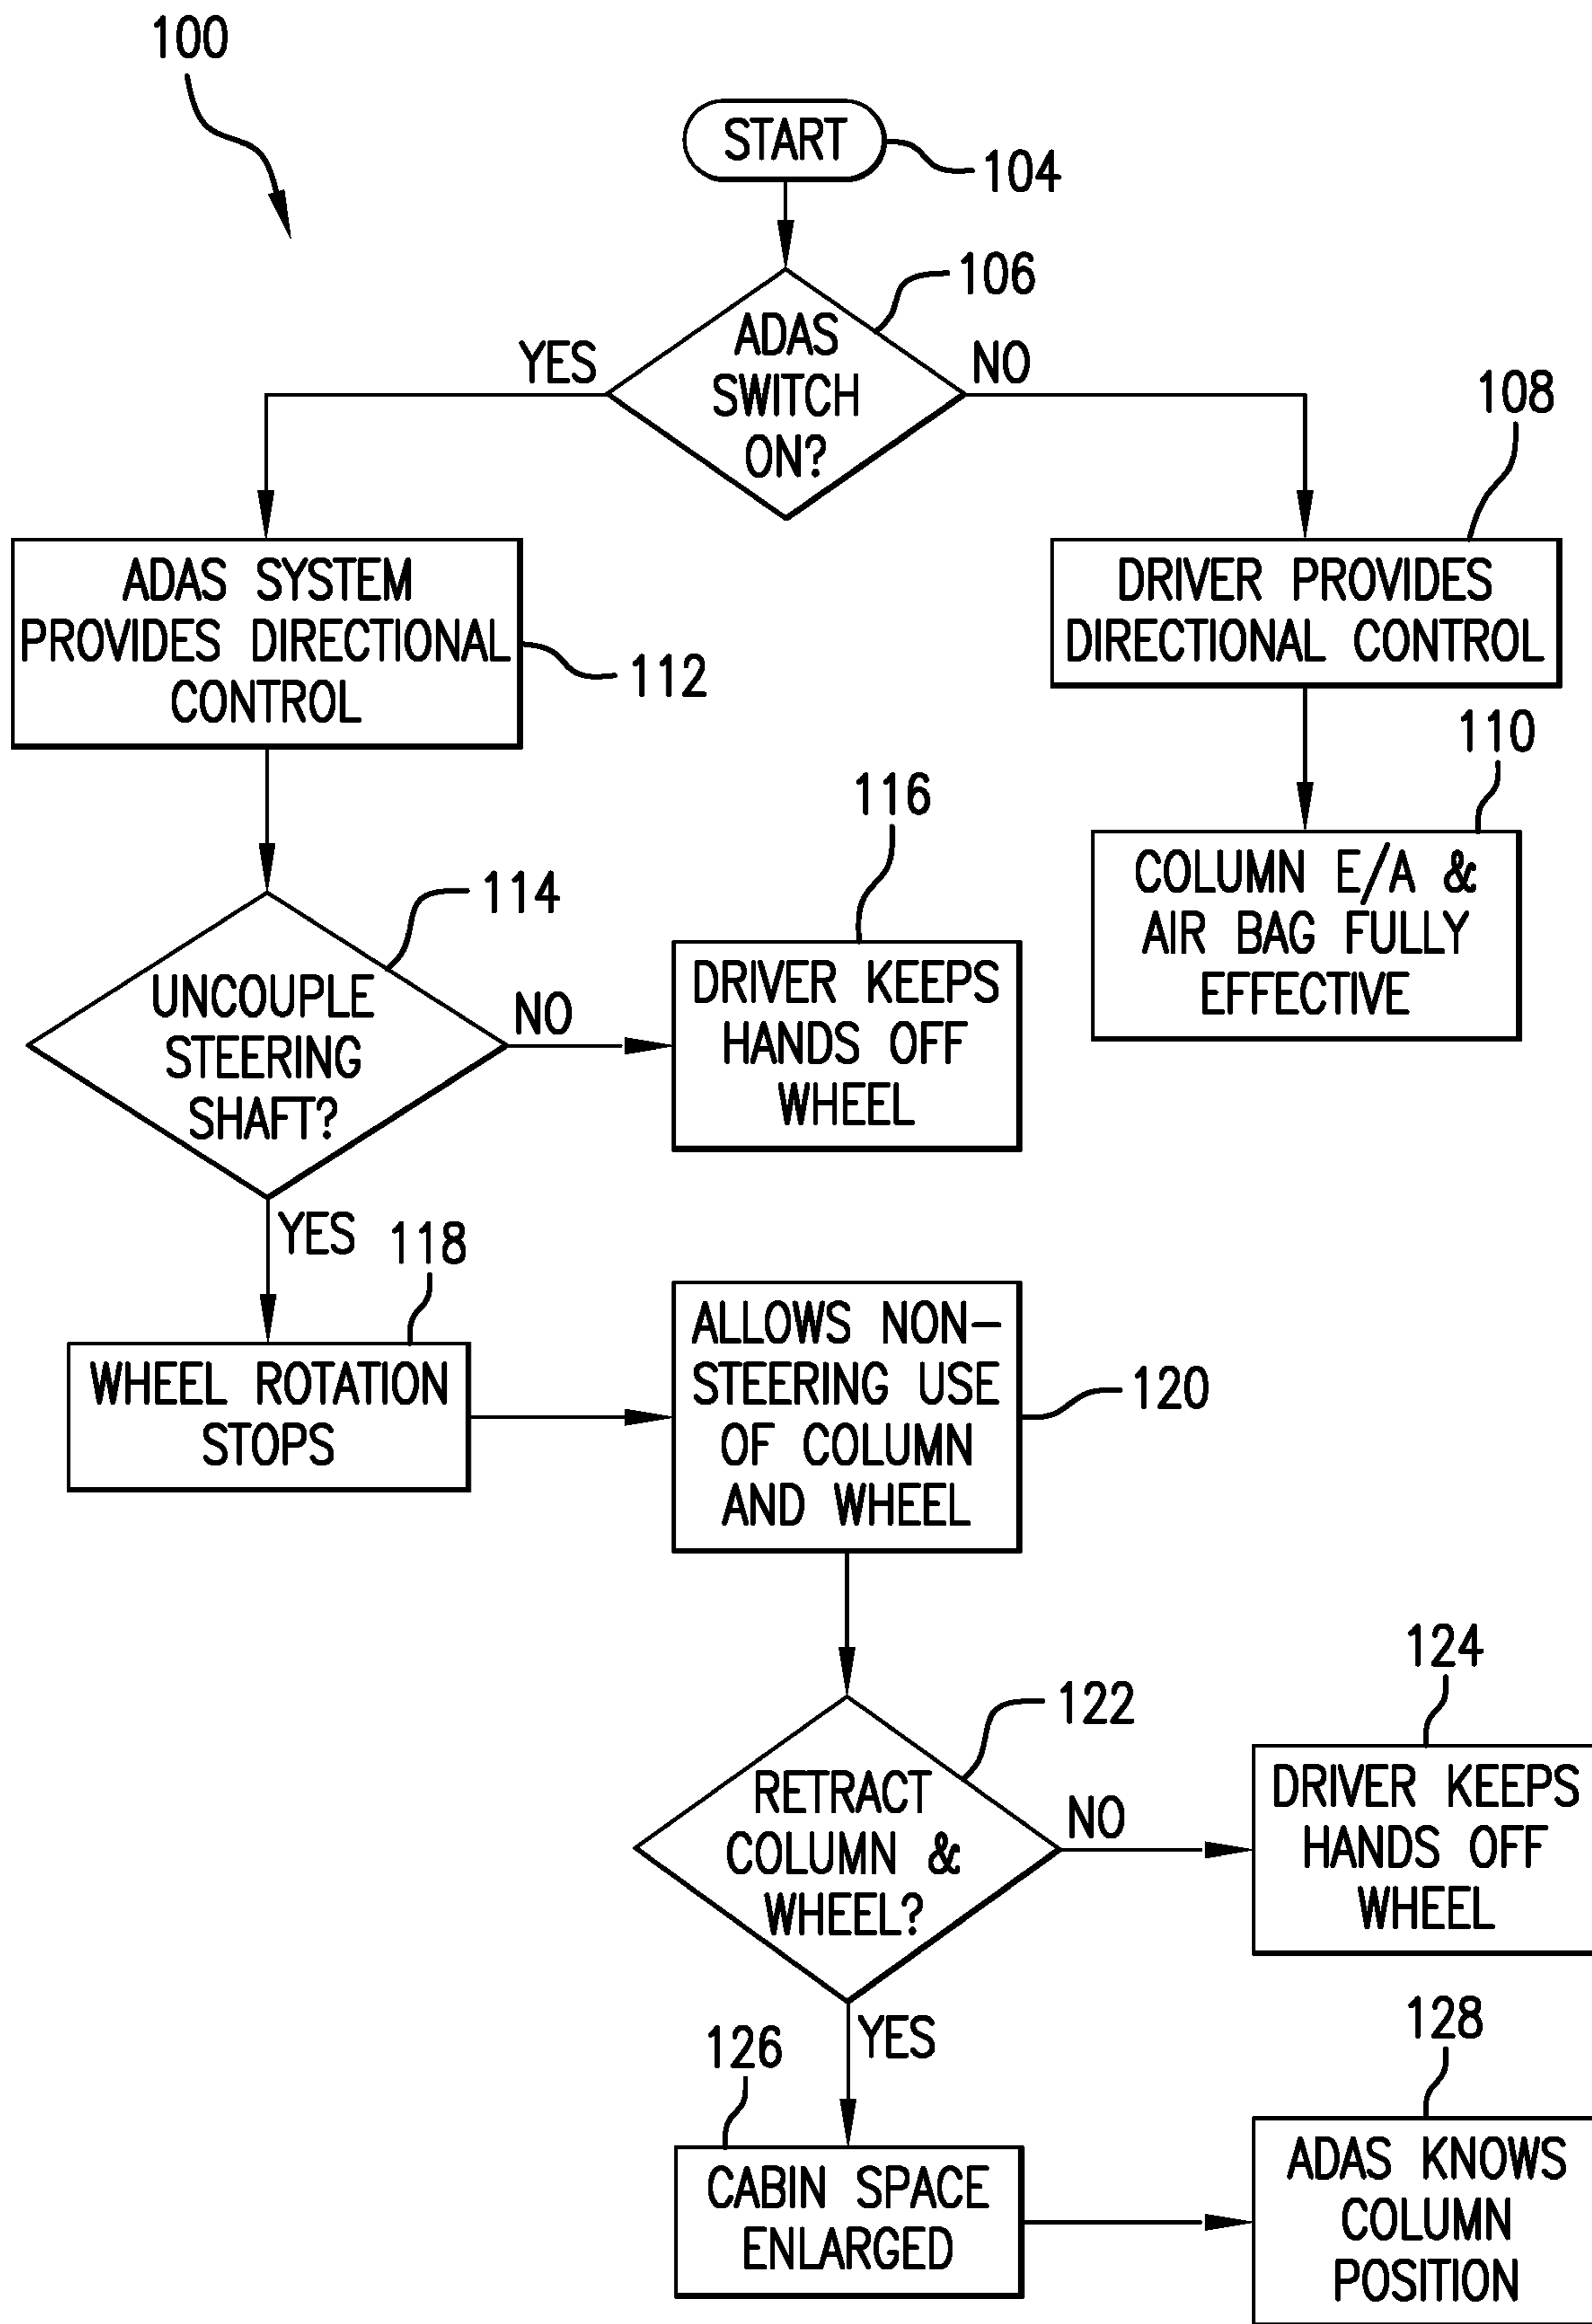 100
START
104
106
ADAS
SWITCH
ON?
YES
NO
108
ADAS SYSTEM
PROVIDES DIRECTIONAL
CONTROL
112
DRIVER PROVIDES
DIRECTIONAL CONTROL
110
COLUMN E/A &
AIR BAG FULLY
EFFECTIVE
114
UNCOUPLE
STEERING
SHAFT?
NO
116
DRIVER KEEPS
HANDS OFF
WHEEL
YES
118
WHEEL ROTATION
STOPS
ALLOWS NON-
STEERING USE
OF COLUMN
AND WHEEL
120
122
RETRACT
COLUMN &
WHEEL?
NO
124
DRIVER KEEPS
HANDS OFF
WHEEL
YES
126
CABIN SPACE
ENLARGED
128
ADAS KNOWS
COLUMN
POSITION